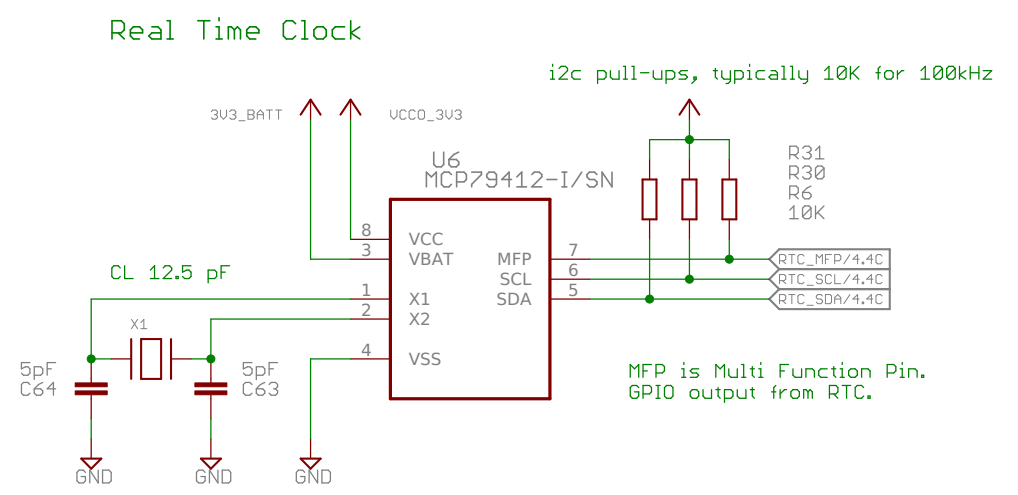 Real Time Clock
i2c pull-ups, typically 10K for 100kHz
3V3_BATT
VCCO_3V3
U6
MCP79412-I/SN
R31
R30
R6
10K
8 VCC
3 VBAT
MFP 7
RTC_MFP/4.4C
SCL 6
RTC_SCL/4.4C
SDA 5
RTC_SDA/4.4C
CL 12.5 pF
1 X1
2 X2
X1
4 VSS
5pF
C64
5pF
C63
MFP is Multi Function Pin.
GPIO output from RTC.
GND
GND
GND